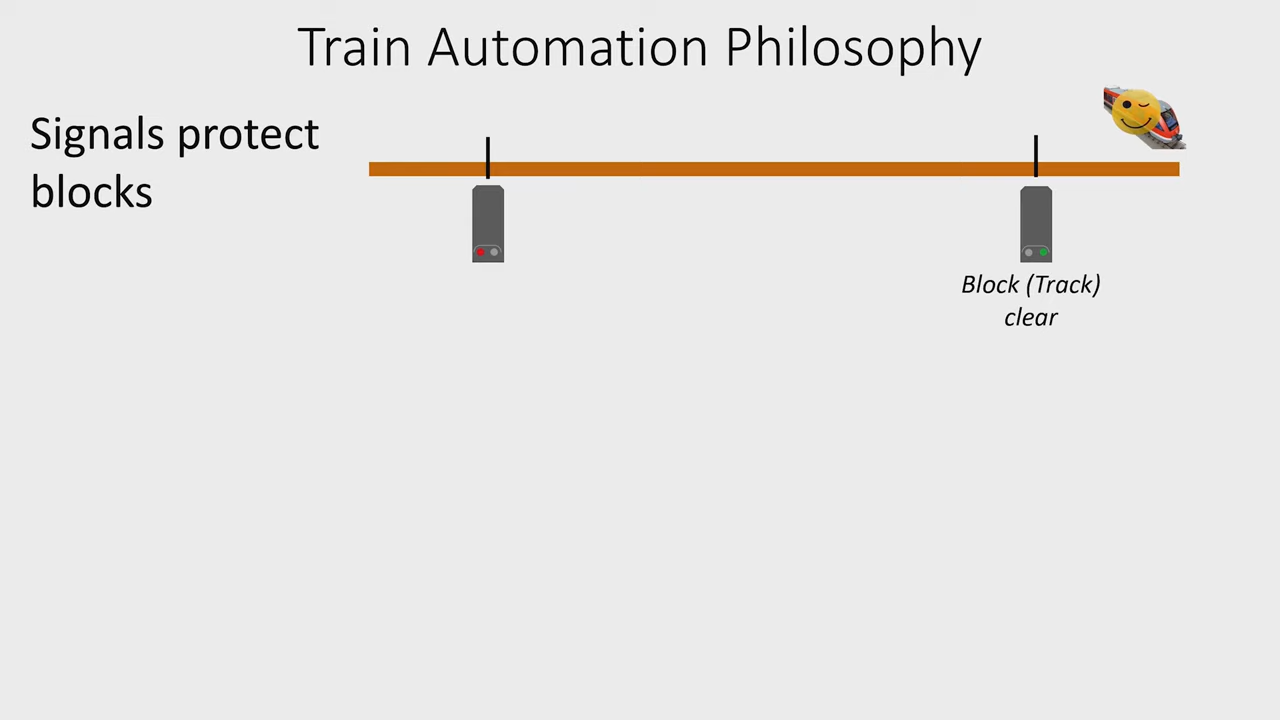 Train Automation Philosophy
Signals protect
blocks
Block (Track)
clear